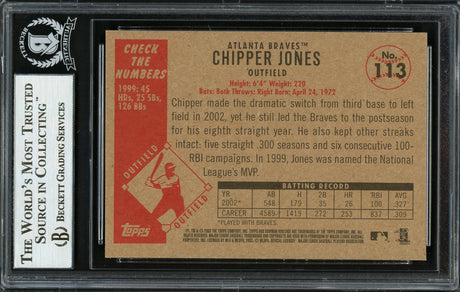 BECKETT
AUTHENTIC
THE WORLD'S MOST TRUSTED
SOURCE IN COLLECTING™
BECKETT GRADING SERVICES
CHECK
THE
NUMBERS
1999: 45
HRs, 25 SBs,
126 BBs
ATLANTA BRAVES™
CHIPPER JONES
OUTFIELD
Height: 6'4" Weight: 220
Bats: Both Throws: Right Born: April 24, 1972
No.
113
Chipper made the dramatic switch from third base to left
field in 2002, yet he still led the Braves to the postseason
for his eighth straight year. He also kept other streaks
intact: five straight .300 seasons and six consecutive 100-
RBI campaigns. In 1999, Jones was named the National
League's MVP.
OUTFIELD
OUTFIELD
Topps
BATTING RECORD
YR AB H 2B HR RBI AVG
2002* 548 179 35 26 100 .327
CAREER 4589 1419 272 253 837 .309
*PLAYED WITH BRAVES.